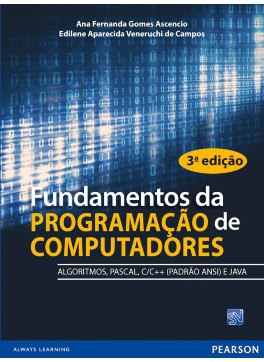 Ana Fernanda Gomes Ascencio
Edilene Aparecida Veneruchi de Campos
3ª edição
Fundamentos da
PROGRAMAÇÃO de
COMPUTADORES
ALGORITMOS, PASCAL, C/C++ (PADRÃO ANSI) E JAVA
SV
ALWAYS LEARNING
PEARSON